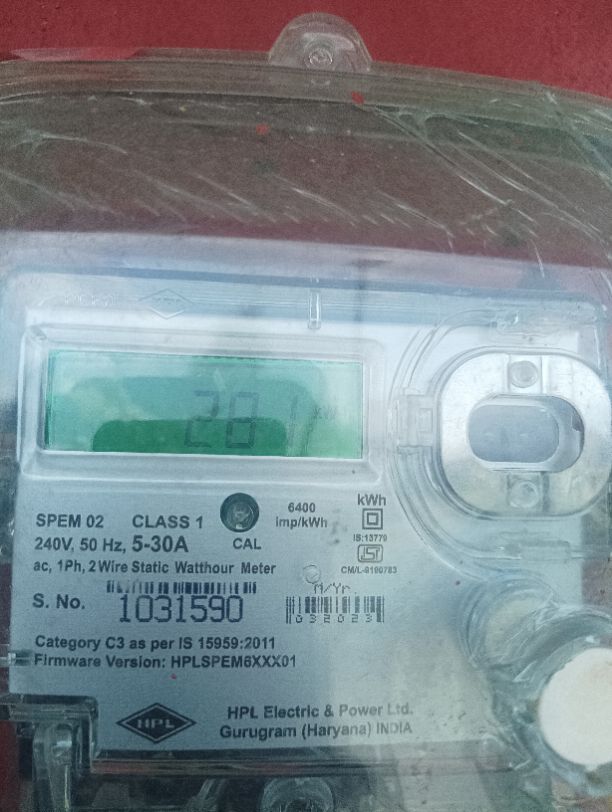 281
SPEM 02 CLASS 1
6400
imp/kWh
kWh
240V, 50 Hz, 5-30A
CAL
IS:13779
ac, 1Ph, 2 Wire Static Watthour Meter
CM/L-9190783
M/Yr.
S. No. 1031590
032023
Category C3 as per IS 15959:2011
Firmware Version: HPLSPEM6XXX01
HPL
HPL Electric & Power Ltd.
Gurugram (Haryana) INDIA